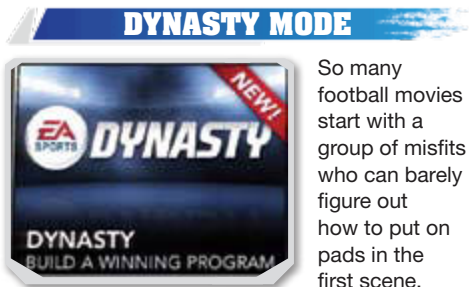 DYNASTY MODE
NEW!
EA
SPORTS
DYNASTY
DYNASTY
BUILD A WINNING PROGRAM
So many
football movies
start with a
group of misfits
who can barely
figure out
how to put on
pads in the
first scene.